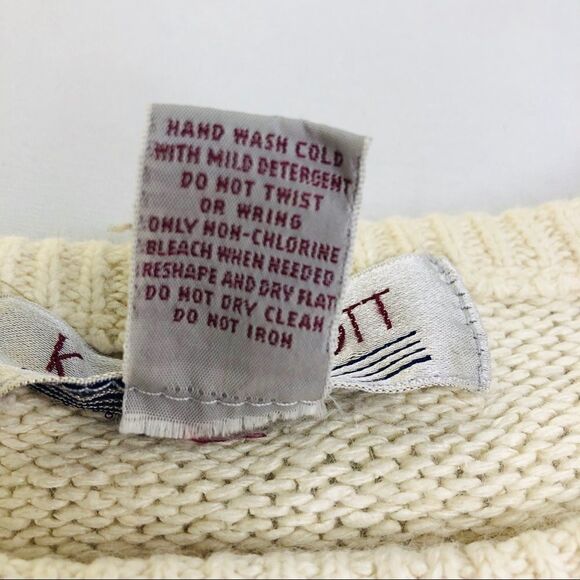 HAND WASH COLD
WITH MILD DETERGENT
DO NOT TWIST
OR WRING
ONLY NON-CHLORINE
BLEACH WHEN NEEDED
RESHAPE AND DRY FLAT
DO NOT DRY CLEAN
DO NOT IRON
K
OTT